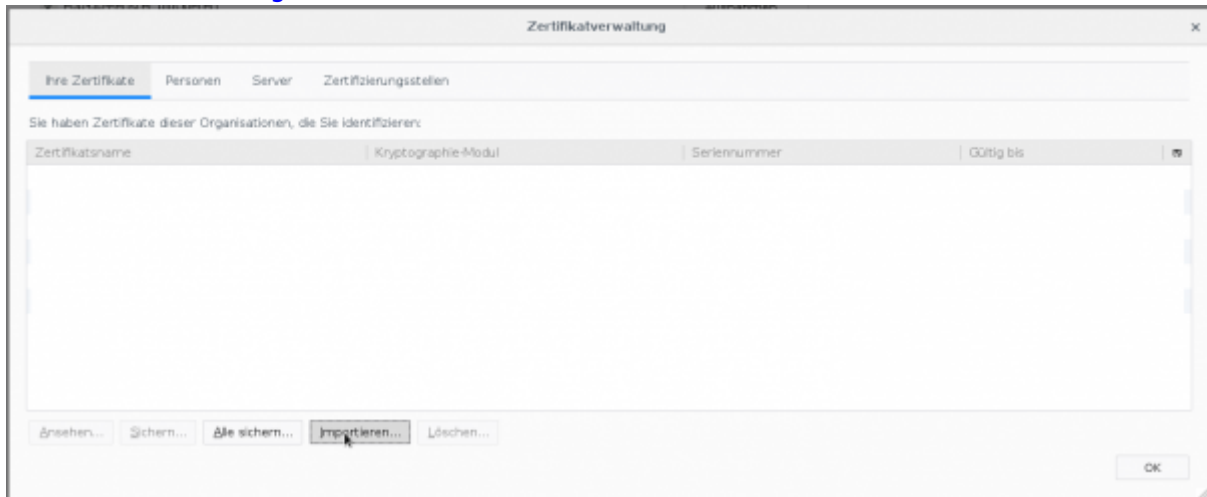 Zertifikatverwaltung
Ihre Zertifikate Personen Server Zertifizierungsstellen
Sie haben Zertifikate dieser Organisationen, die Sie identifizieren:
Zertifikatsname Kryptographie-Modul Seriennummer Gültig bis
Ansehen... Sichern... Alle sichern... Importieren... Löschen...
OK